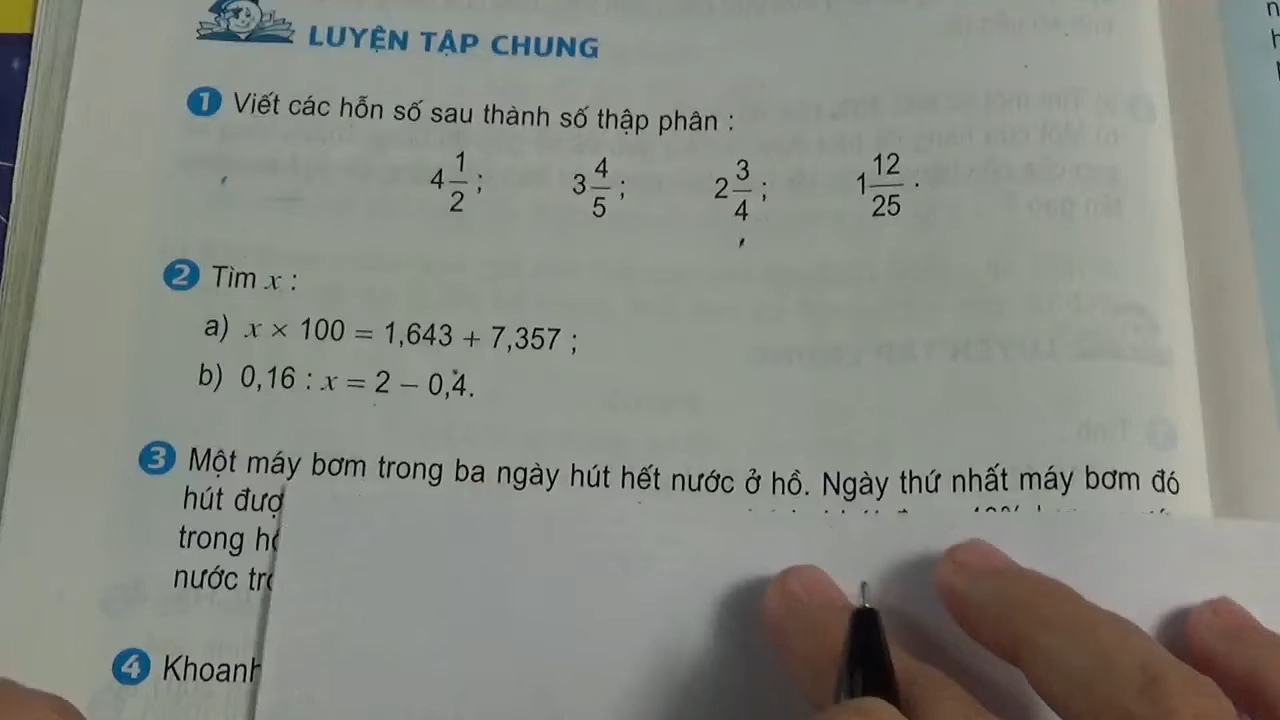 LUYỆN TẬP CHUNG
1 Viết các hỗn số sau thành số thập phân :
4 1/2 ; 3 4/5 ; 2 3/4 ; 1 12/25 .
2 Tìm x :
a) x × 100 = 1,643 + 7,357 ;
b) 0,16 : x = 2 – 0,4.
3 Một máy bơm trong ba ngày hút hết nước ở hồ. Ngày thứ nhất máy bơm đó
hút
trong
nước
4 Khoanh